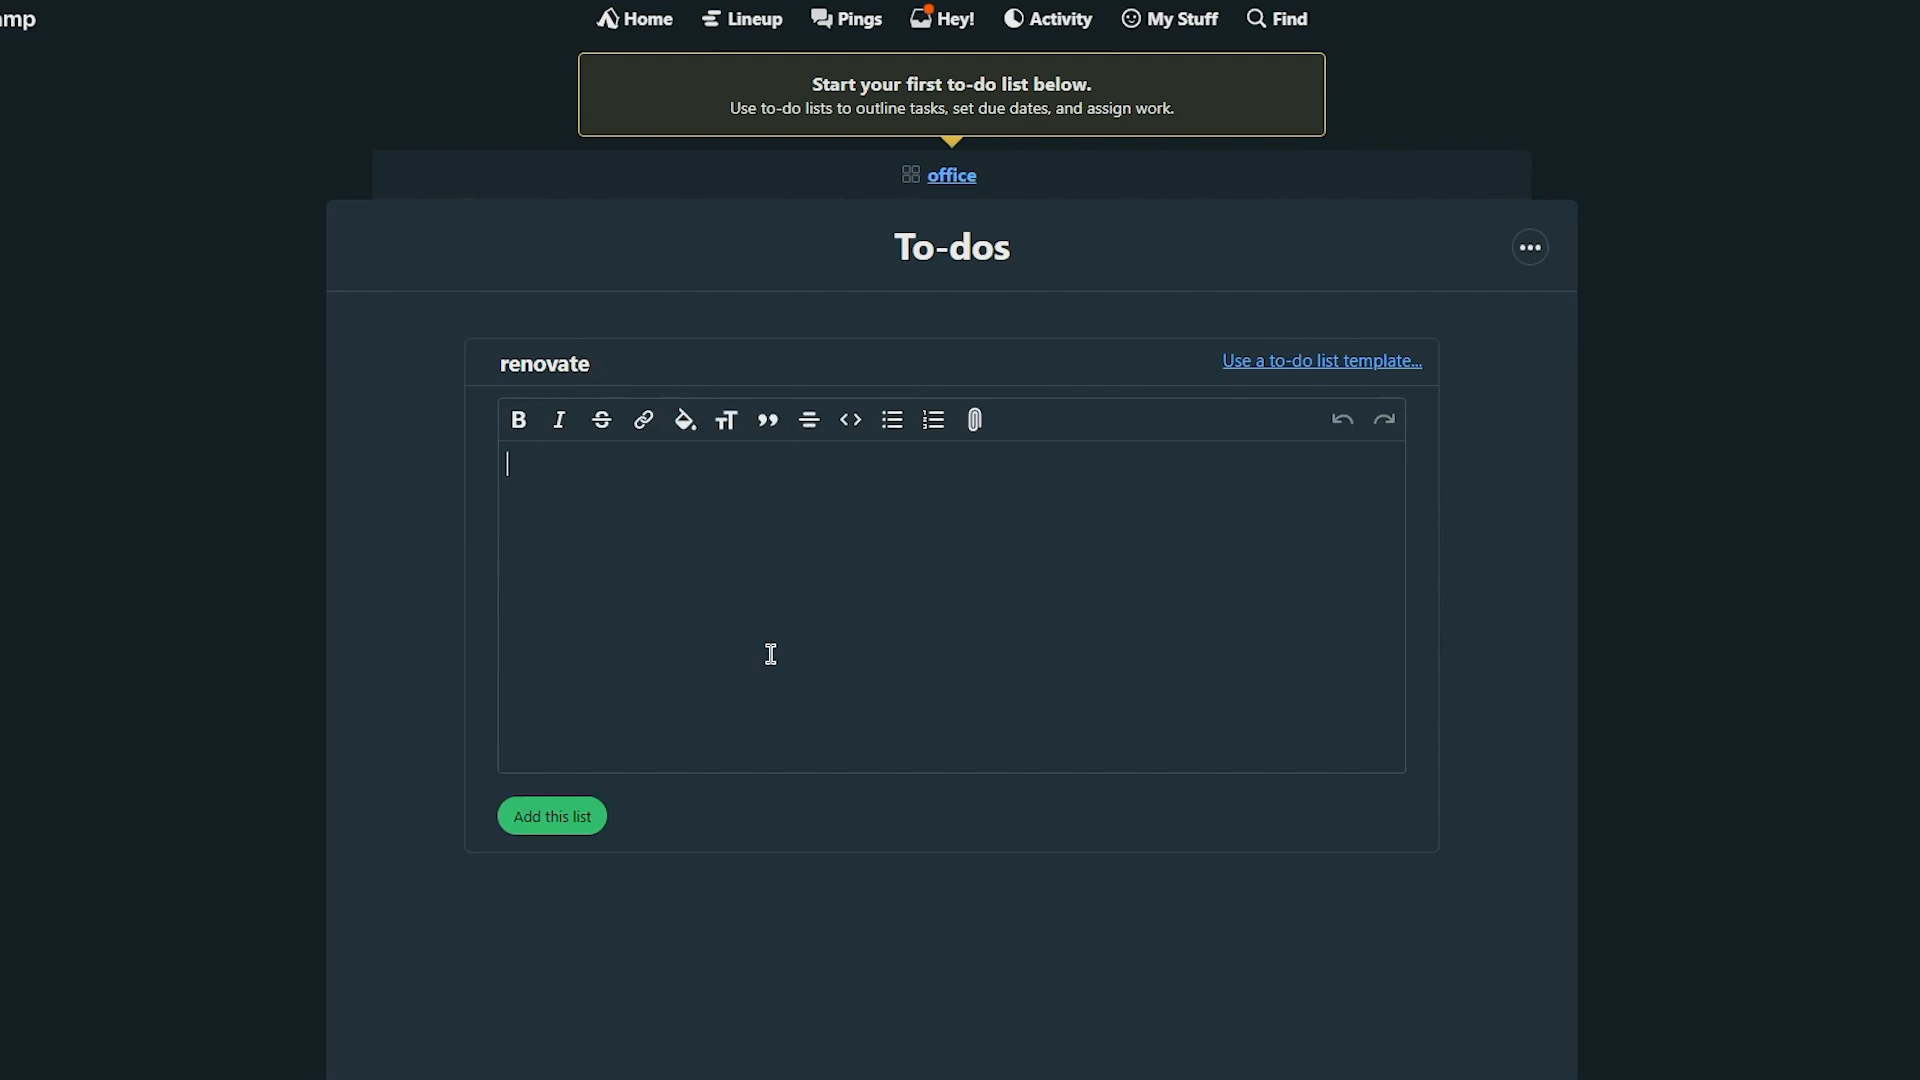 amp
Home Lineup Pings Hey! Activity My Stuff Find
Start your first to-do list below.
Use to-do lists to outline tasks, set due dates, and assign work.
office
To-dos
renovate
Use a to-do list template...
Add this list